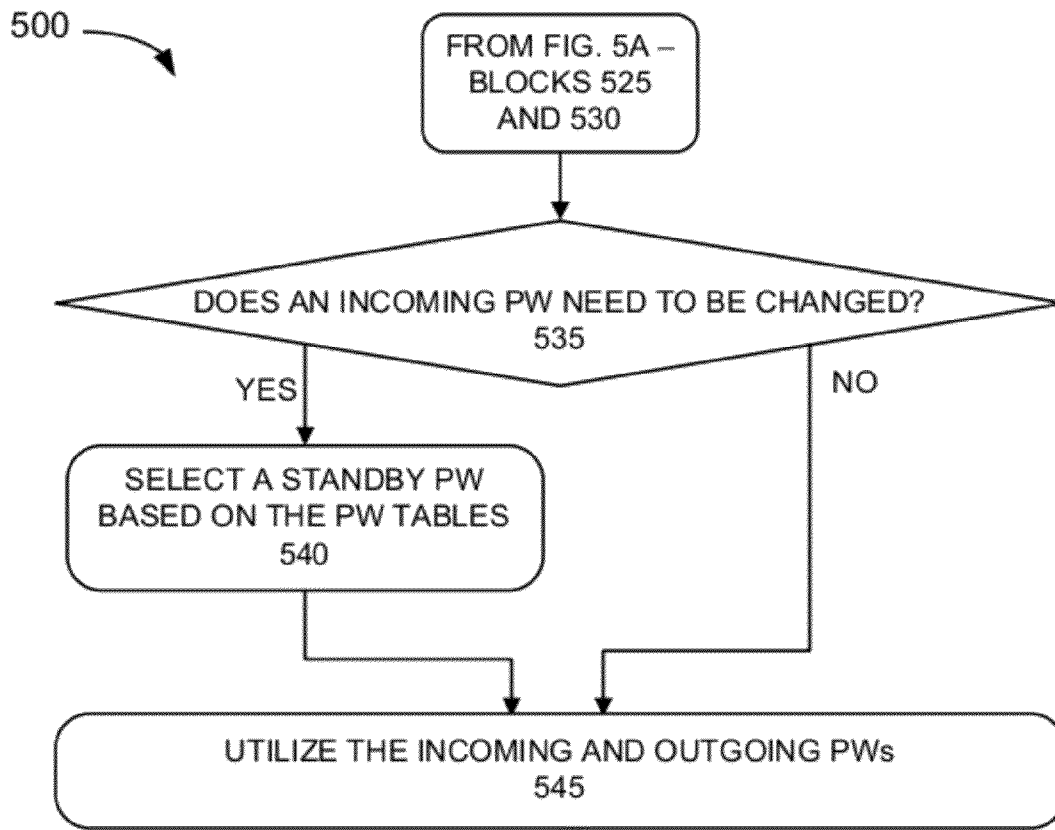 500
FROM FIG. 5A –
BLOCKS 525
AND 530
DOES AN INCOMING PW NEED TO BE CHANGED?
535
YES
NO
SELECT A STANDBY PW
BASED ON THE PW TABLES
540
UTILIZE THE INCOMING AND OUTGOING PWs
545